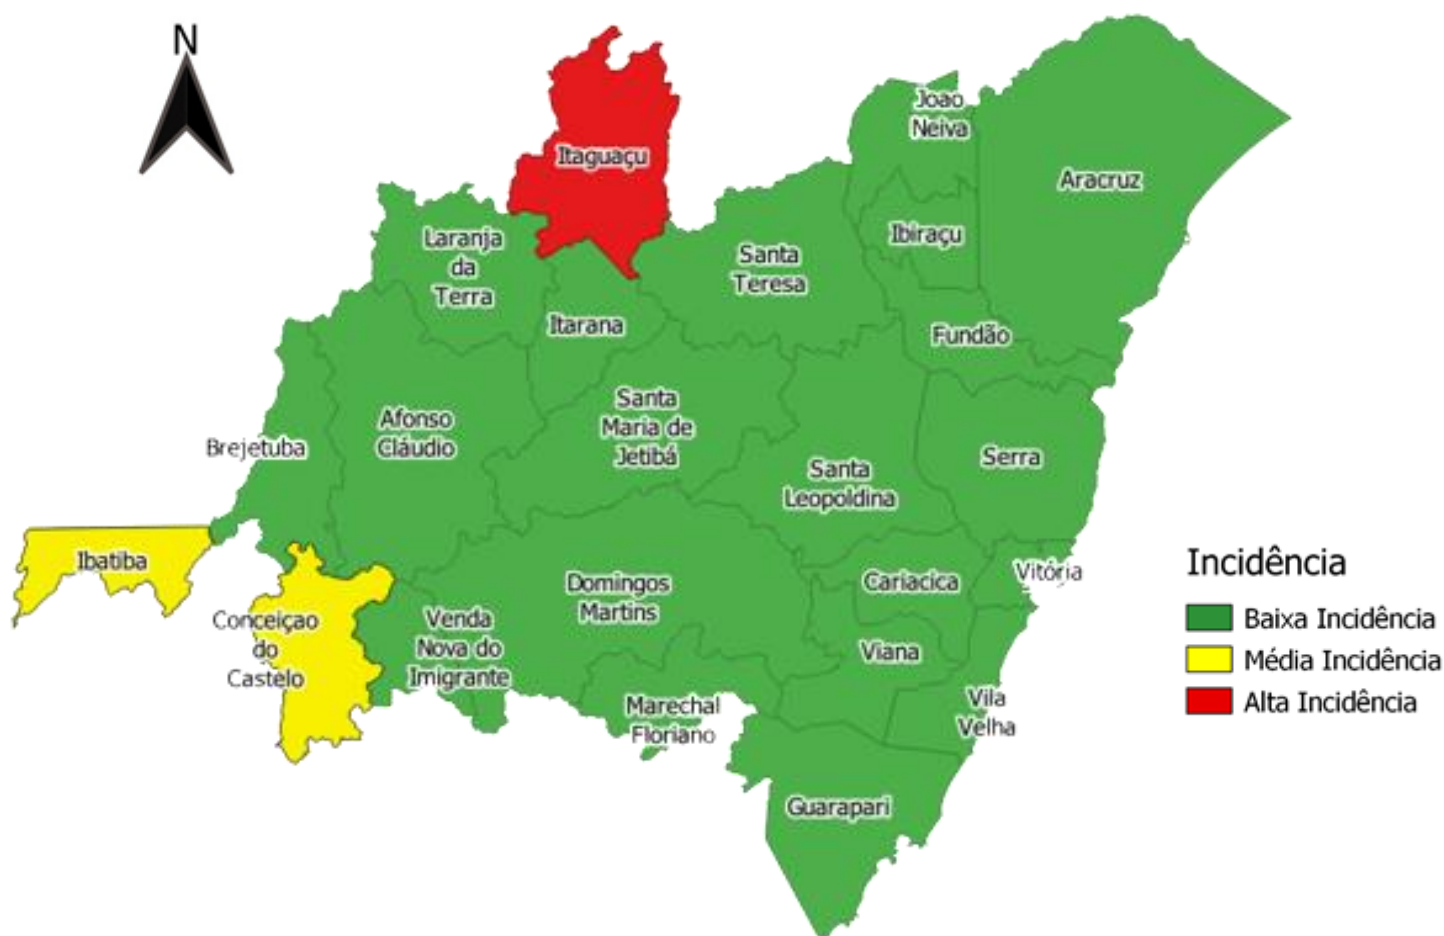 N
Itaguaçu
Joao
Neiva
Aracruz
Laranja
da
Terra
Ibiraçu
Santa
Teresa
Itarana
Fundão
Afonso
Cláudio
Santa
Maria de
Jetibá
Brejetuba
Santa
Leopoldina
Serra
Ibatiba
Domingos
Martins
Cariacica
Vitória
Conceiçao
do
Castelo
Venda
Nova do
Imigrante
Viana
Marechal
Floriano
Vila
Velha
Guarapari
Incidência
Baixa Incidência
Média Incidência
Alta Incidência